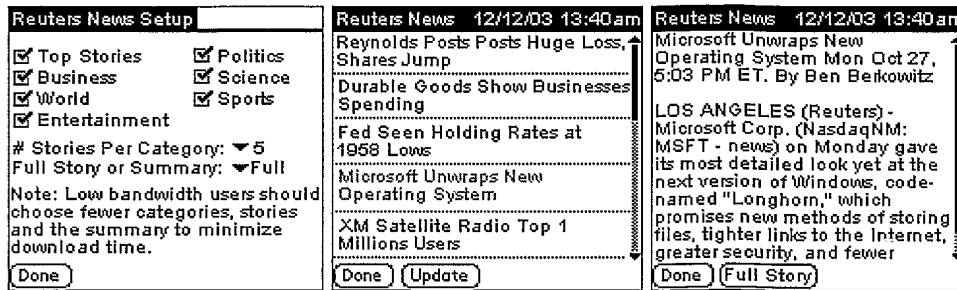 Reuters News Setup
Top Stories
Politics
Business
Science
World
Sports
Entertainment
# Stories Per Category: 5
Full Story or Summary: Full
Note: Low bandwidth users should
choose fewer categories, stories
and the summary to minimize
download time.
Done
Reuters News 12/12/03 13:40am
Reynolds Posts Posts Huge Loss,
Shares Jump
Durable Goods Show Businesses
Spending
Fed Seen Holding Rates at
1958 Lows
Microsoft Unwraps New
Operating System
XM Satellite Radio Top 1
Millions Users
Done Update
Reuters News 12/12/03 13:40am
Microsoft Unwraps New
Operating System Mon Oct 27,
5:03 PM ET. By Ben Berkowitz
LOS ANGELES (Reuters) -
Microsoft Corp. (NasdaqNM:
MSFT - news) on Monday gave
its most detailed look yet at the
next version of Windows, code-
named "Longhorn," which
promises new methods of storing
files, tighter links to the Internet,
greater security, and fewer
Done Full Story